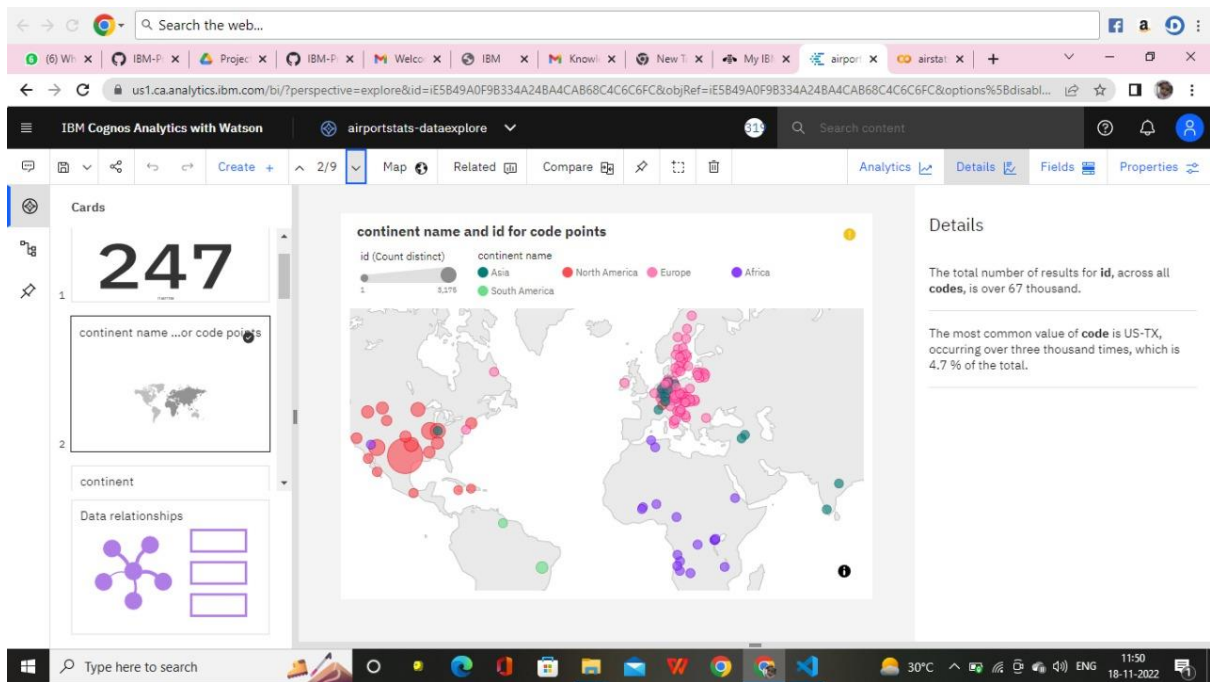 Search the web...
(6) Wh
IBM-P
Projec
IBM-P
Welco
IBM
Knowl
New T
My IBM
airport
airstat
us1.ca.analytics.ibm.com/bi/?perspective=explore&id=iE5B49A0F9B334A24BA4CAB68C4C6C6FC&objRef=iE5B49A0F9B334A24BA4CAB68C4C6C6FC&options%5Bdisabl...
IBM Cognos Analytics with Watson
airportstats-dataexplore
Search content
Create +
2/9
Map
Related
Compare
Analytics
Details
Fields
Properties
Cards
247
1
continent name ...or code points
2
continent
Data relationships
continent name and id for code points
id (Count distinct)
1
3,176
continent name
Asia
North America
Europe
Africa
South America
Details
The total number of results for id, across all
codes, is over 67 thousand.
The most common value of code is US-TX,
occurring over three thousand times, which is
4.7 % of the total.
Type here to search
30°C
ENG
11:50
18-11-2022